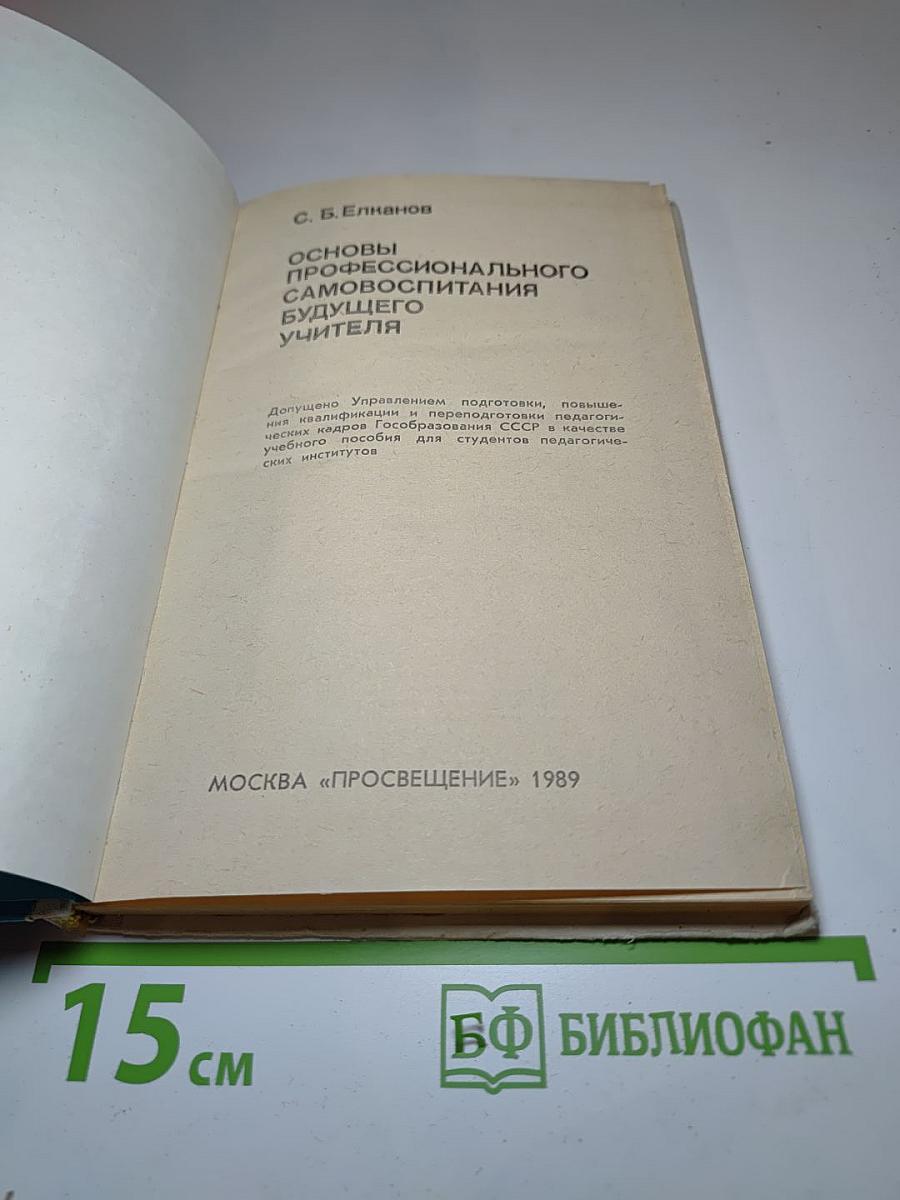 С. Б. Елканов
ОСНОВЫ
ПРОФЕССИОНАЛЬНОГО
САМОВОСПИТАНИЯ
БУДУЩЕГО
УЧИТЕЛЯ
Допущено Управлением подготовки, повыше-
ния квалификации и переподготовки педагоги-
ческих кадров Гособразования СССР в качестве
учебного пособия для студентов педагогиче-
ских институтов
МОСКВА «ПРОСВЕЩЕНИЕ» 1989
15 см
БФ БИБЛИОФАН